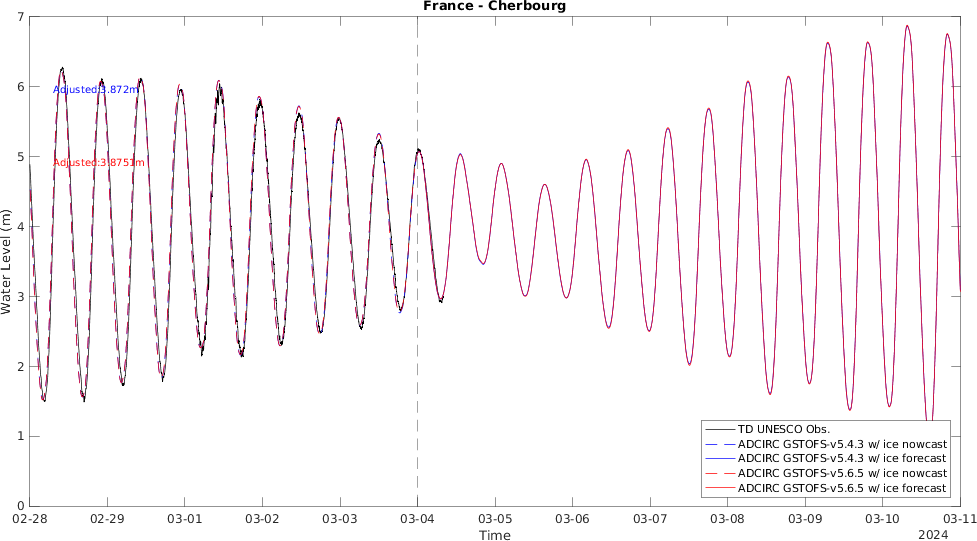 France - Cherbourg
7
6
5
4
3
2
1
0
Water Level (m)
Adjusted:3.872m
Adjusted:3.8751m
TD UNESCO Obs.
ADCIRC GSTOFS-v5.4.3 w/ ice nowcast
ADCIRC GSTOFS-v5.4.3 w/ ice forecast
ADCIRC GSTOFS-v5.6.5 w/ ice nowcast
ADCIRC GSTOFS-v5.6.5 w/ ice forecast
02-28 02-29 03-01 03-02 03-03 03-04 03-05 03-06 03-07 03-08 03-09 03-10 03-11
Time
2024